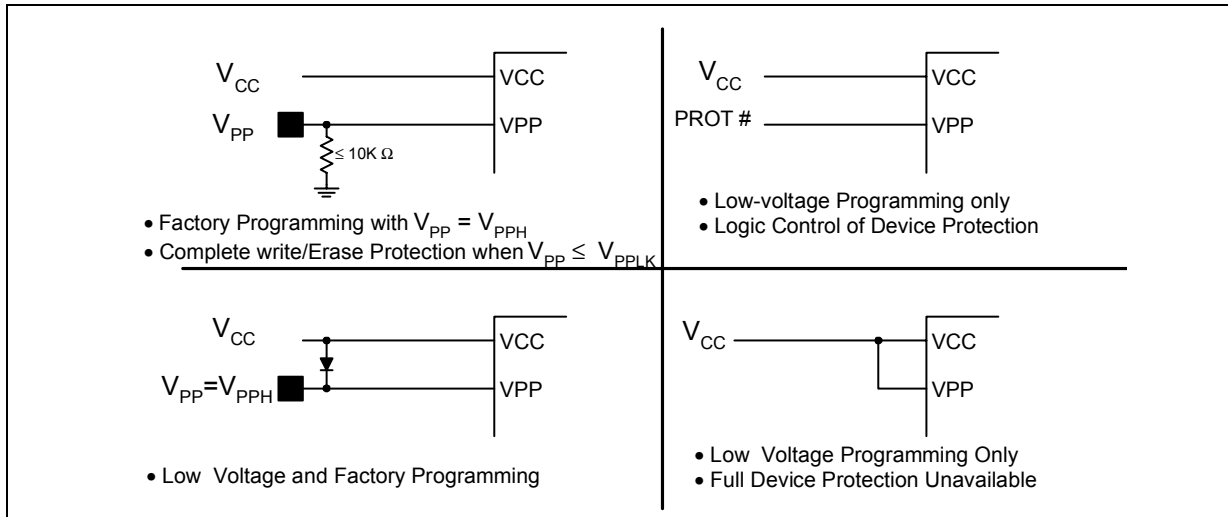 VCC
VCC
VPP
VPP
≤ 10K Ω
• Factory Programming with VPP = VPPH
• Complete write/Erase Protection when VPP ≤ VPPLK
VCC
VCC
PROT #
VPP
• Low-voltage Programming only
• Logic Control of Device Protection
VCC
VCC
VPP=VPPH
VPP
• Low Voltage and Factory Programming
VCC
VCC
VPP
• Low Voltage Programming Only
• Full Device Protection Unavailable